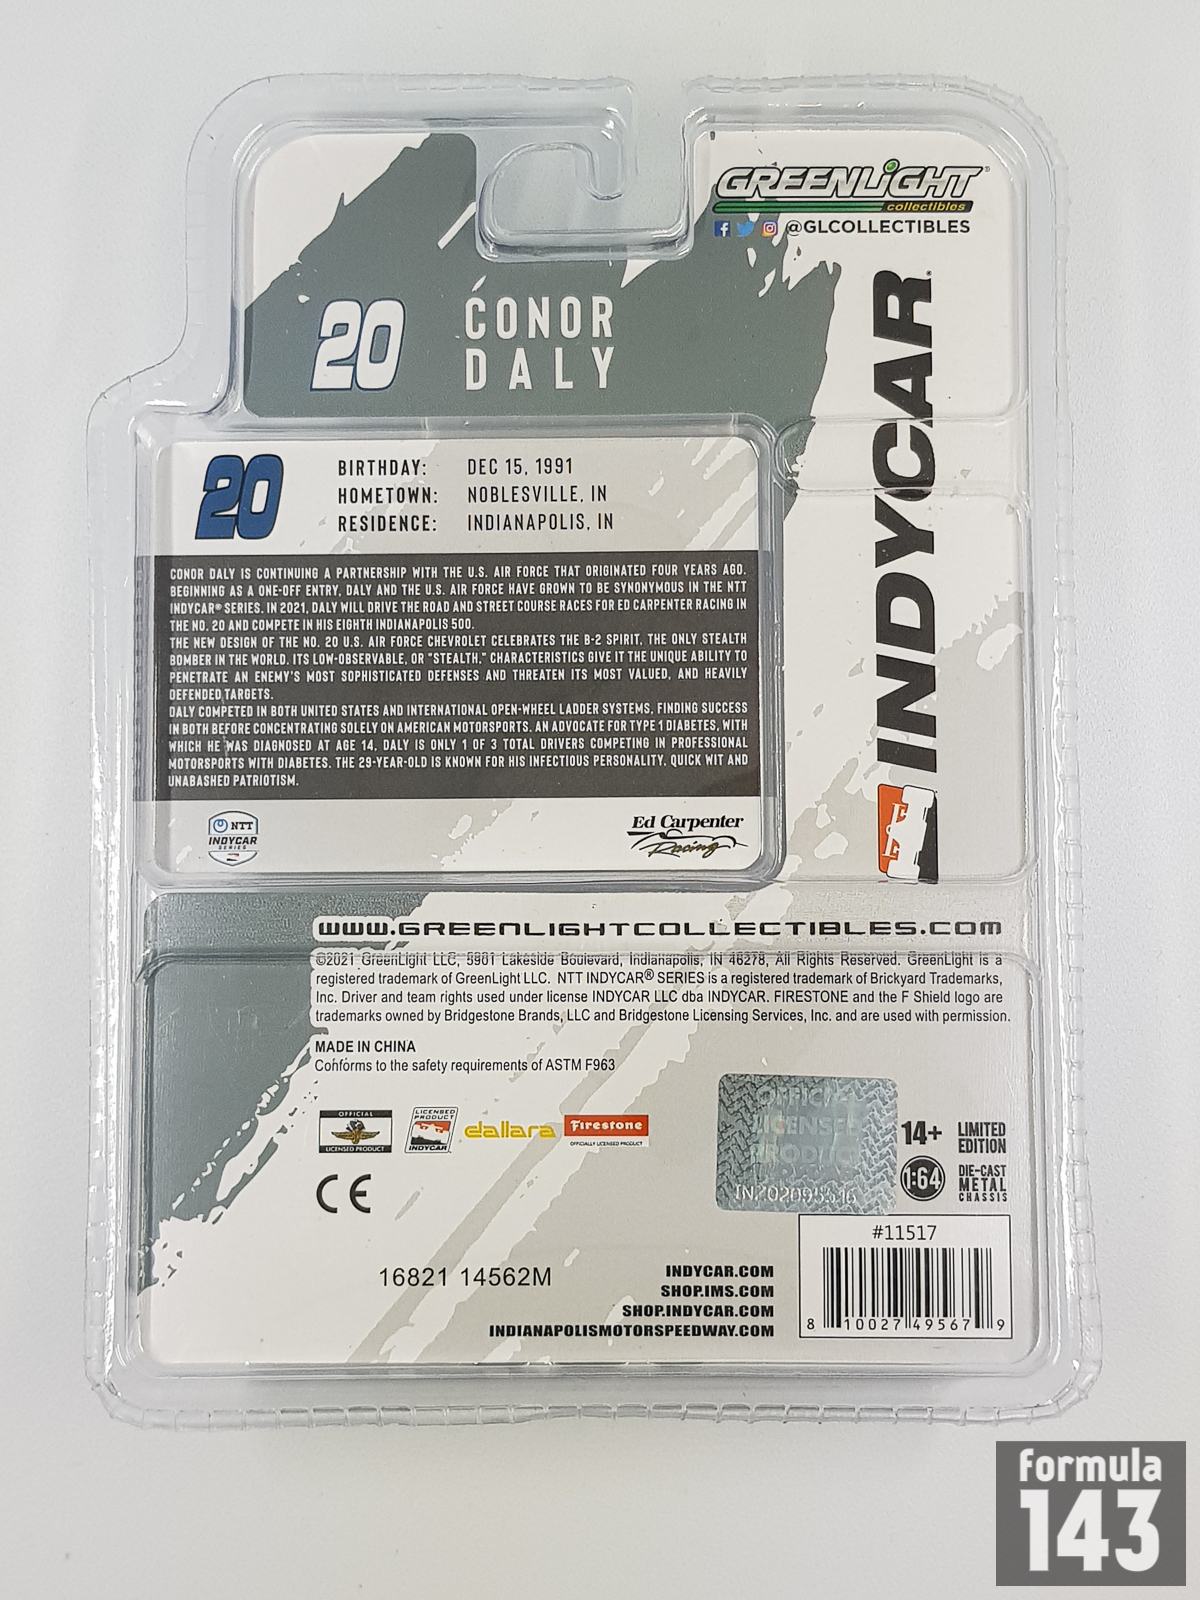 GREENLIGHT®
collectibles
@GLCOLLECTIBLES
20
CONOR
DALY
INDYCAR®
20
BIRTHDAY: DEC 15, 1991
HOMETOWN: NOBLESVILLE, IN
RESIDENCE: INDIANAPOLIS, IN
CONOR DALY IS CONTINUING A PARTNERSHIP WITH THE U.S. AIR FORCE THAT ORIGINATED FOUR YEARS AGO.
BEGINNING AS A ONE-OFF ENTRY, DALY AND THE U.S. AIR FORCE HAVE GROWN TO BE SYNONYMOUS IN THE NTT
INDYCAR® SERIES. IN 2021, DALY WILL DRIVE THE ROAD AND STREET COURSE RACES FOR ED CARPENTER RACING IN
THE NO. 20 AND COMPETE IN HIS EIGHTH INDIANAPOLIS 500.
THE NEW DESIGN OF THE NO. 20 U.S. AIR FORCE CHEVROLET CELEBRATES THE B-2 SPIRIT, THE ONLY STEALTH
BOMBER IN THE WORLD. ITS LOW-OBSERVABLE, OR "STEALTH," CHARACTERISTICS GIVE IT THE UNIQUE ABILITY TO
PENETRATE AN ENEMY'S MOST SOPHISTICATED DEFENSES AND THREATEN ITS MOST VALUED, AND HEAVILY
DEFENDED TARGETS.
DALY COMPETED IN BOTH UNITED STATES AND INTERNATIONAL OPEN-WHEEL LADDER SYSTEMS, FINDING SUCCESS
IN BOTH BEFORE CONCENTRATING SOLELY ON AMERICAN MOTORSPORTS. AN ADVOCATE FOR TYPE 1 DIABETES, WITH
WHICH HE WAS DIAGNOSED AT AGE 14, DALY IS ONLY 1 OF 3 TOTAL DRIVERS COMPETING IN PROFESSIONAL
MOTORSPORTS WITH DIABETES. THE 29-YEAR-OLD IS KNOWN FOR HIS INFECTIOUS PERSONALITY, QUICK WIT AND
UNABASHED PATRIOTISM.
NTT
INDYCAR
SERIES
Ed Carpenter
Racing
WWW.GREENLIGHTCOLLECTIBLES.COM
©2021 GreenLight LLC, 5901 Lakeside Boulevard, Indianapolis, IN 46278, All Rights Reserved. GreenLight is a
registered trademark of GreenLight LLC. NTT INDYCAR® SERIES is a registered trademark of Brickyard Trademarks,
Inc. Driver and team rights used under license INDYCAR LLC dba INDYCAR. FIRESTONE and the F Shield logo are
trademarks owned by Bridgestone Brands, LLC and Bridgestone Licensing Services, Inc. and are used with permission.
MADE IN CHINA
Conforms to the safety requirements of ASTM F963
OFFICIAL
LICENSED PRODUCT
LICENSED
PRODUCT
INDYCAR
dallara
Firestone
OFFICIALLY LICENSED PRODUCT
OFFICIAL
LICENSED
PRODUCT
14+
LIMITED
EDITION
1:64
DIE-CAST
METAL
CHASSIS
CE
#11517
8 10027 49567 9
16821 14562M
INDYCAR.COM
SHOP.IMS.COM
SHOP.INDYCAR.COM
INDIANAPOLISMOTORSPEEDWAY.COM
formula
143